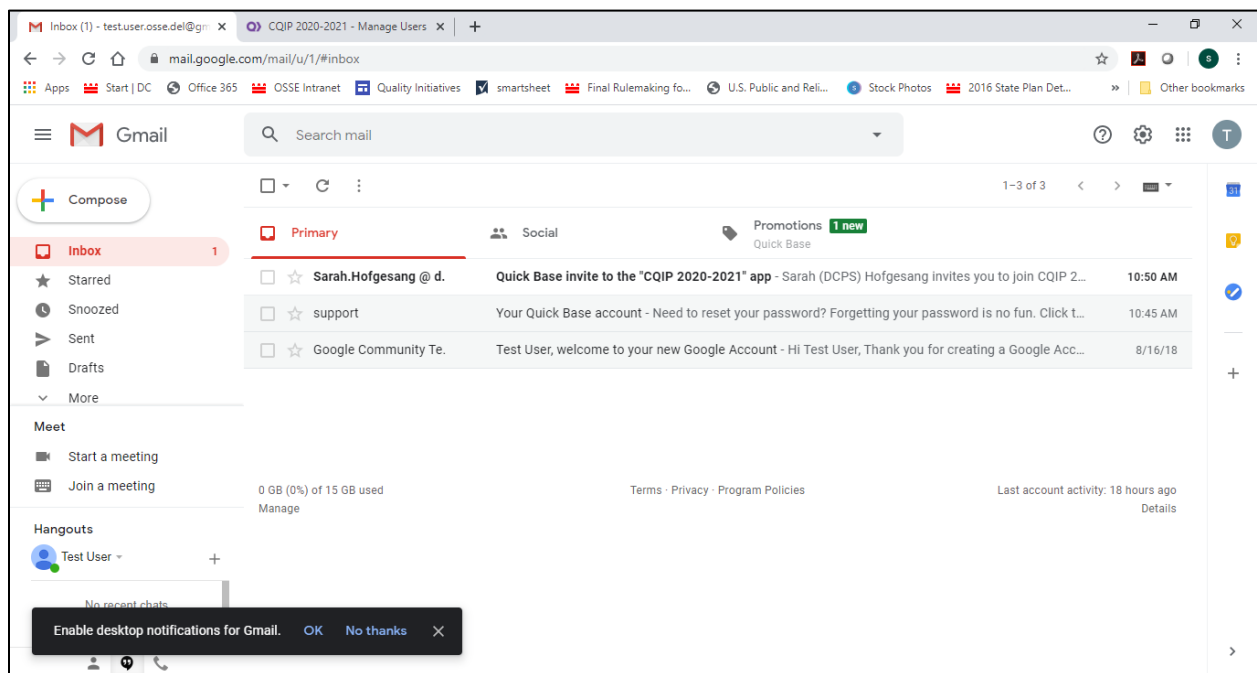 Inbox (1) - test.user.osse.del@gm
CQIP 2020-2021 - Manage Users
mail.google.com/mail/u/1/#inbox
s
Apps Start | DC Office 365 OSSE Intranet Quality Initiatives smartsheet Final Rulemaking fo... U.S. Public and Reli... Stock Photos 2016 State Plan Det... » Other bookmarks
Gmail
Search mail
T
Compose
1–3 of 3
31
Primary
Social
Promotions 1 new
Quick Base
Inbox 1
Starred
Snoozed
Sent
Drafts
More
Sarah.Hofgesang @ d. Quick Base invite to the "CQIP 2020-2021" app - Sarah (DCPS) Hofgesang invites you to join CQIP 2... 10:50 AM
support Your Quick Base account - Need to reset your password? Forgetting your password is no fun. Click t... 10:45 AM
Google Community Te. Test User, welcome to your new Google Account - Hi Test User, Thank you for creating a Google Acc... 8/16/18
Meet
Start a meeting
Join a meeting
0 GB (0%) of 15 GB used
Manage
Terms · Privacy · Program Policies
Last account activity: 18 hours ago
Details
Hangouts
Test User
No recent chats
Enable desktop notifications for Gmail. OK No thanks